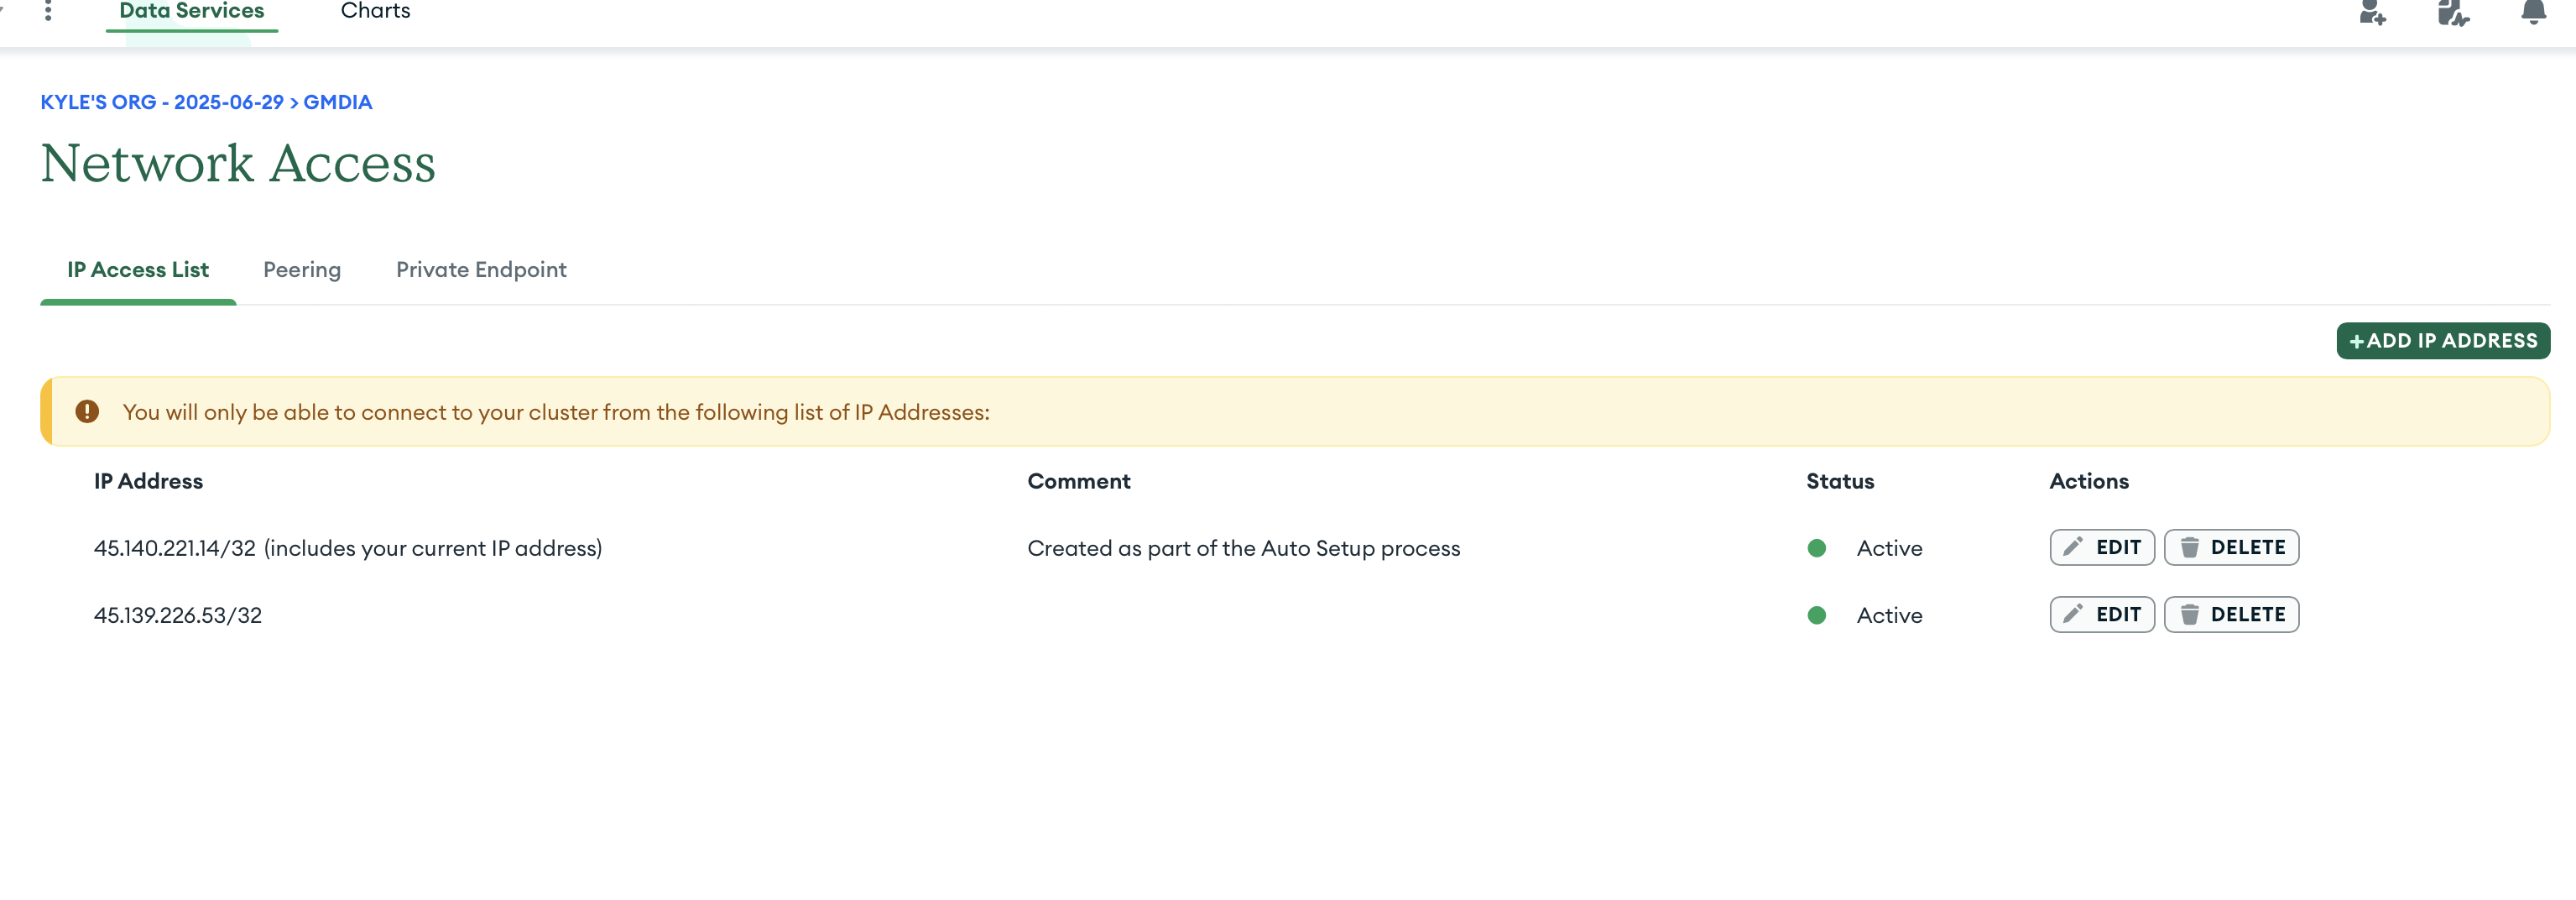 Data Services Charts
KYLE'S ORG - 2025-06-29 > GMDIA
Network Access
IP Access List Peering Private Endpoint
+ADD IP ADDRESS
You will only be able to connect to your cluster from the following list of IP Addresses:
IP Address Comment Status Actions
45.140.221.14/32 (includes your current IP address) Created as part of the Auto Setup process Active EDIT DELETE
45.139.226.53/32 Active EDIT DELETE